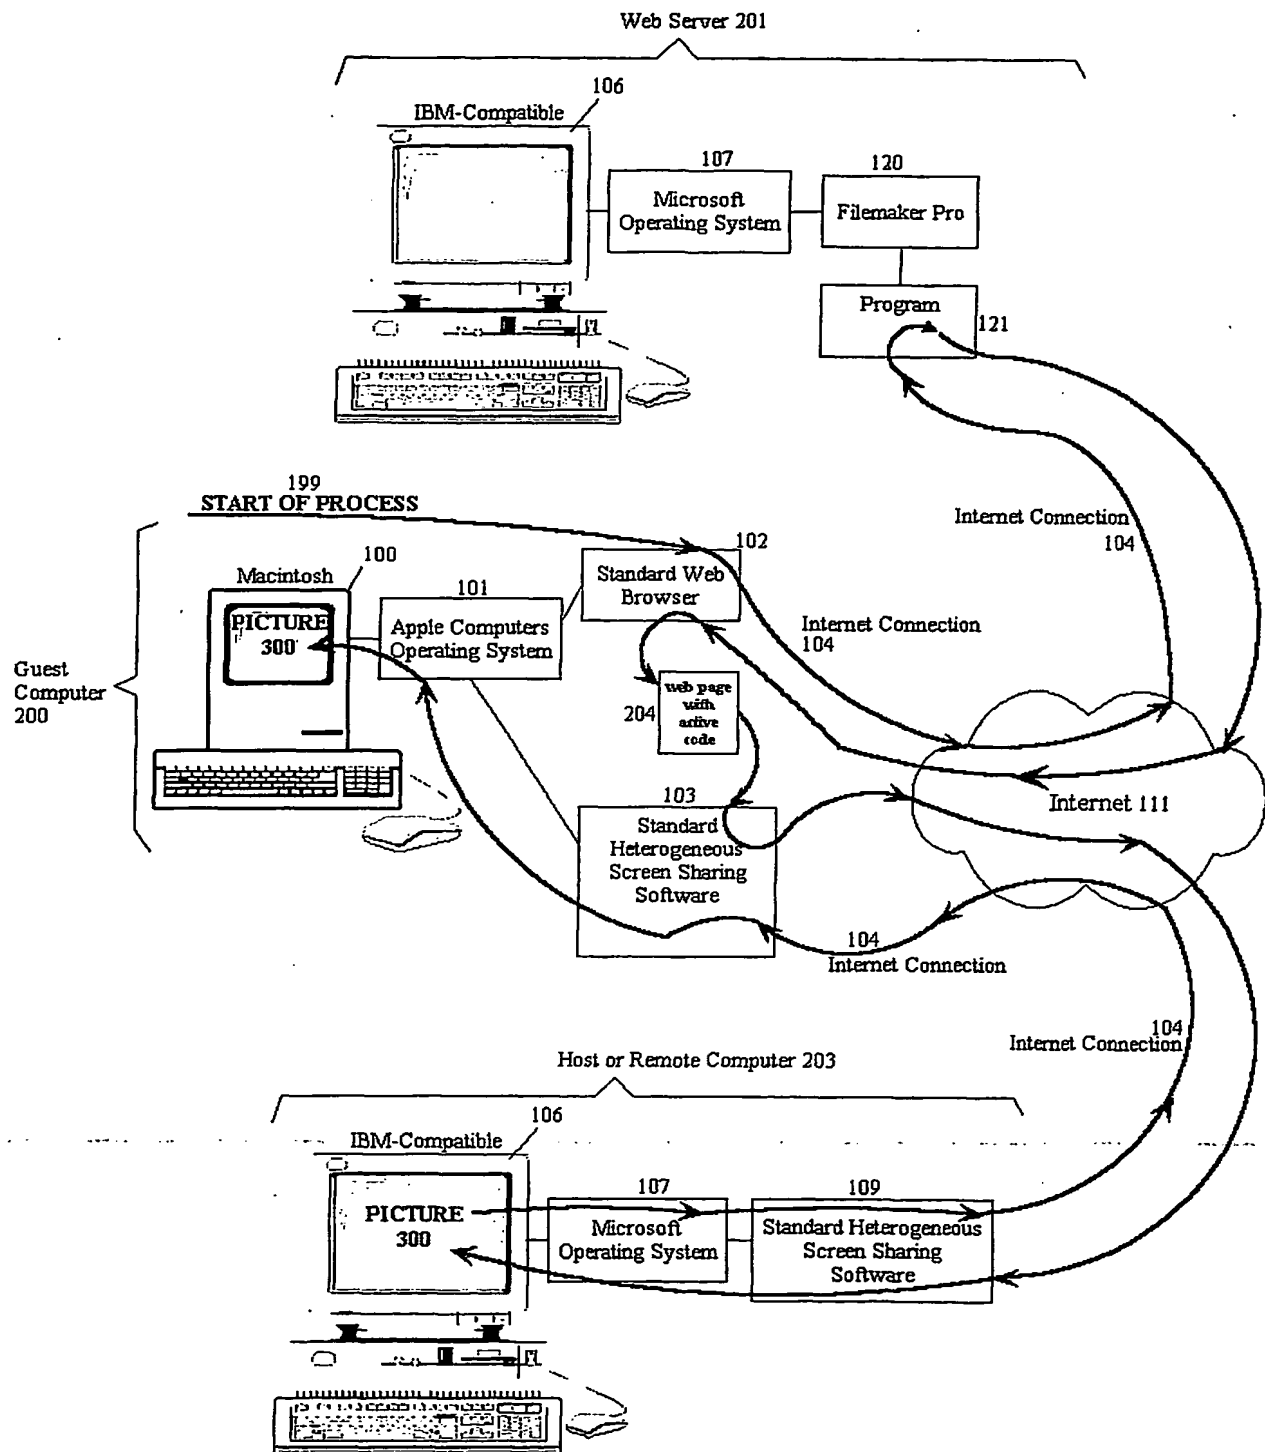 Web Server 201
106
IBM-Compatible
107
Microsoft
Operating System
120
Filemaker Pro
Program
121
199
START OF PROCESS
Internet Connection
104
102
Standard Web
Browser
100
Macintosh
PICTURE
300
101
Apple Computers
Operating System
Internet Connection
104
Guest
Computer
200
204
web page
with
active
code
Internet 111
103
Standard
Heterogeneous
Screen Sharing
Software
104
Internet Connection
104
Internet Connection
Host or Remote Computer 203
106
IBM-Compatible
PICTURE
300
107
Microsoft
Operating System
109
Standard Heterogeneous
Screen Sharing
Software